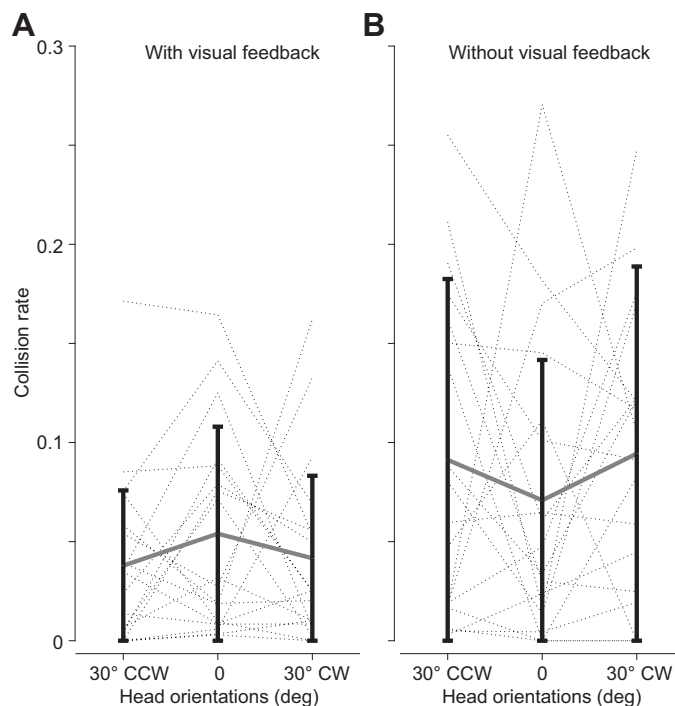 A
B
With visual feedback
Without visual feedback
0.3
0.2
0.1
0
Collision rate
30° CCW 0 30° CW
30° CCW 0 30° CW
Head orientations (deg)
Head orientations (deg)